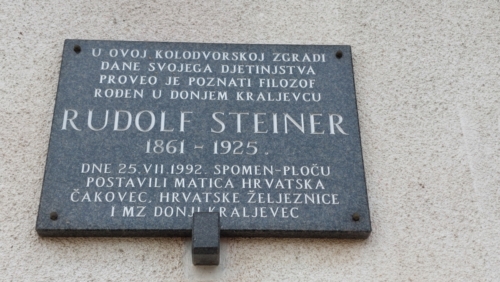 U OVOJ KOLODVORSKOJ ZGRADI
DANE SVOJEGA DJETINJSTVA
PROVEO JE POZNATI FILOZOF
ROĐEN U DONJEM KRALJEVCU
RUDOLF STEINER
1861 - 1925.
DNE 25.VII.1992. SPOMEN-PLOČU
POSTAVILI MATICA HRVATSKA
ČAKOVEC, HRVATSKE ŽELJEZNICE
I MZ DONJI KRALJEVEC